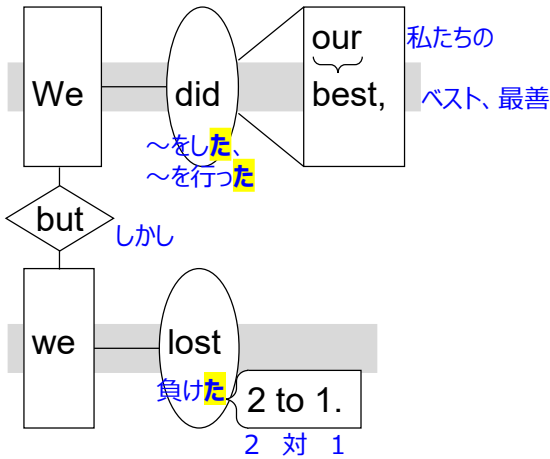 our 私たちの
We did best, ベスト、最善
～をした、
～を行った
but しかし
we lost
負けた
2 to 1.
2 対 1